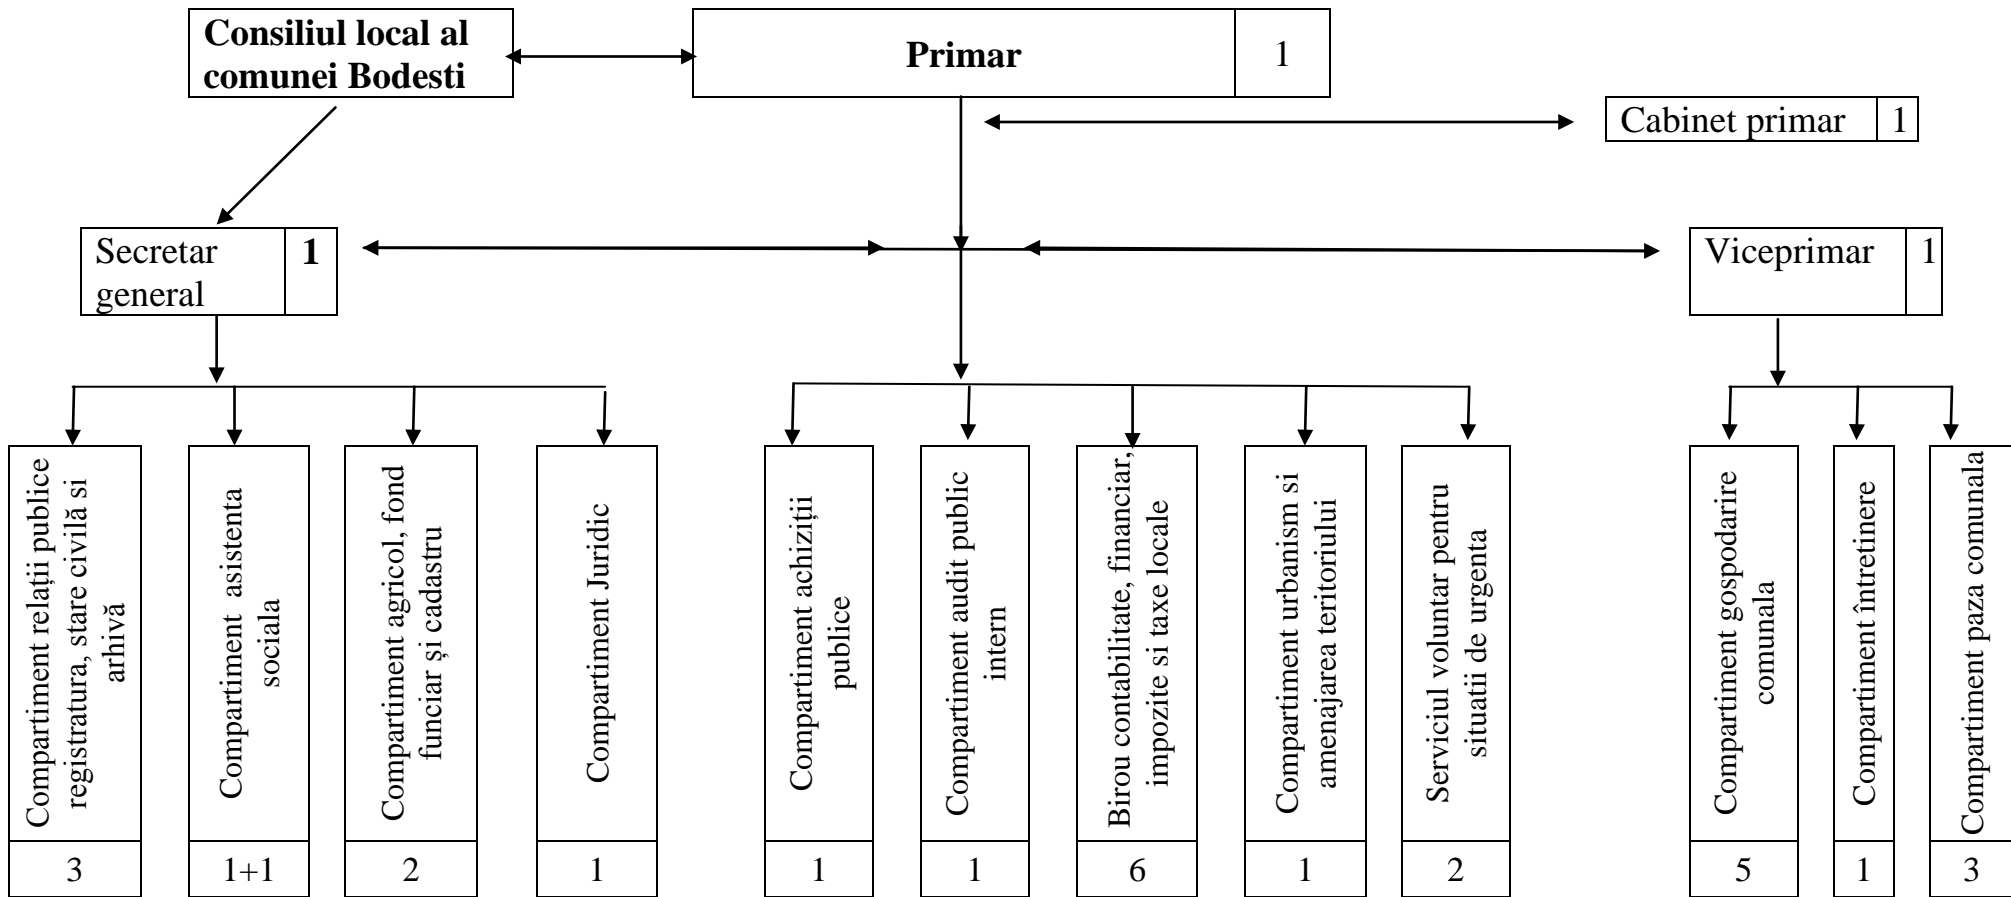 Consiliul local al
comunei Bodesti
Primar
1
Cabinet primar
1
Secretar
general
1
Viceprimar
1
Compartiment relații publice
registratura, stare civilă si
arhivă
3
Compartiment asistenta
sociala
1+1
Compartiment agricol, fond
funciar și cadastru
2
Compartiment Juridic
1
Compartiment achiziții
publice
1
Compartiment audit public
intern
1
Birou contabilitate, financiar,
impozite si taxe locale
6
Compartiment urbanism si
amenajarea teritoriului
1
Serviciul voluntar pentru
situatii de urgenta
2
Compartiment gospodarire
comunala
5
Compartiment întretinere
1
Compartiment paza comunala
3